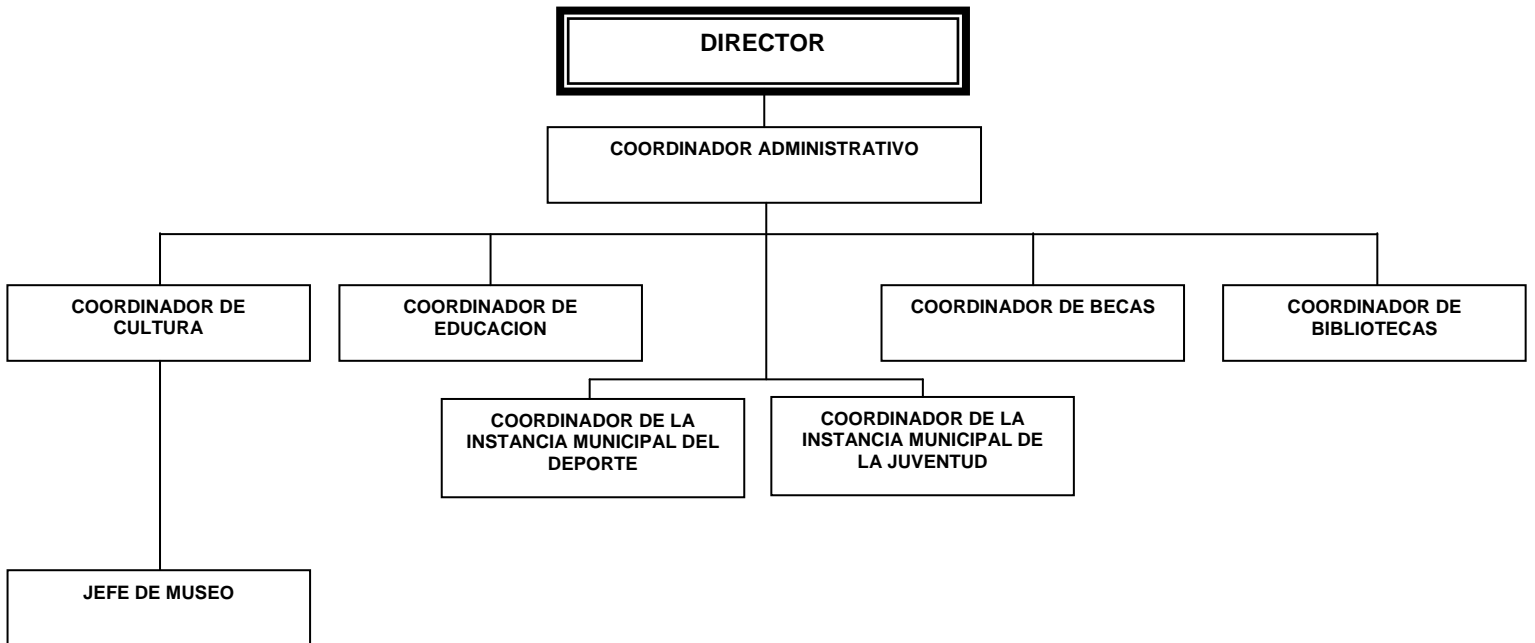 DIRECTOR
COORDINADOR ADMINISTRATIVO
COORDINADOR DE
CULTURA
COORDINADOR DE
EDUCACION
COORDINADOR DE BECAS
COORDINADOR DE
BIBLIOTECAS
COORDINADOR DE LA
INSTANCIA MUNICIPAL DEL
DEPORTE
COORDINADOR DE LA
INSTANCIA MUNICIPAL DE
LA JUVENTUD
JEFE DE MUSEO